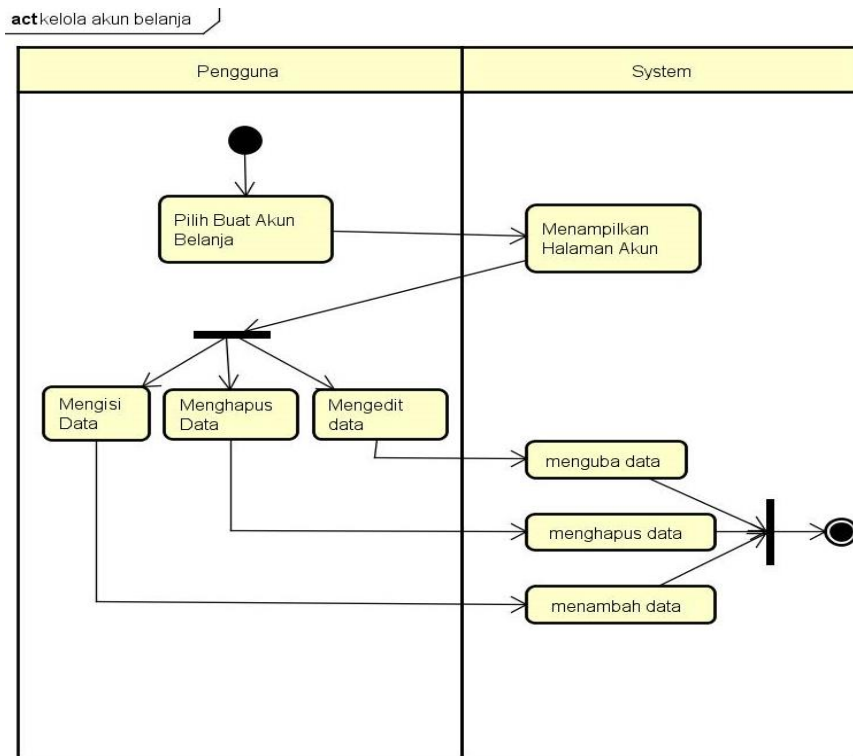 act kelola akun belanja
Pengguna
System
Pilih Buat Akun
Belanja
Menampilkan
Halaman Akun
Mengisi
Data
Menghapus
Data
Mengedit
data
menguba data
menghapus data
menambah data